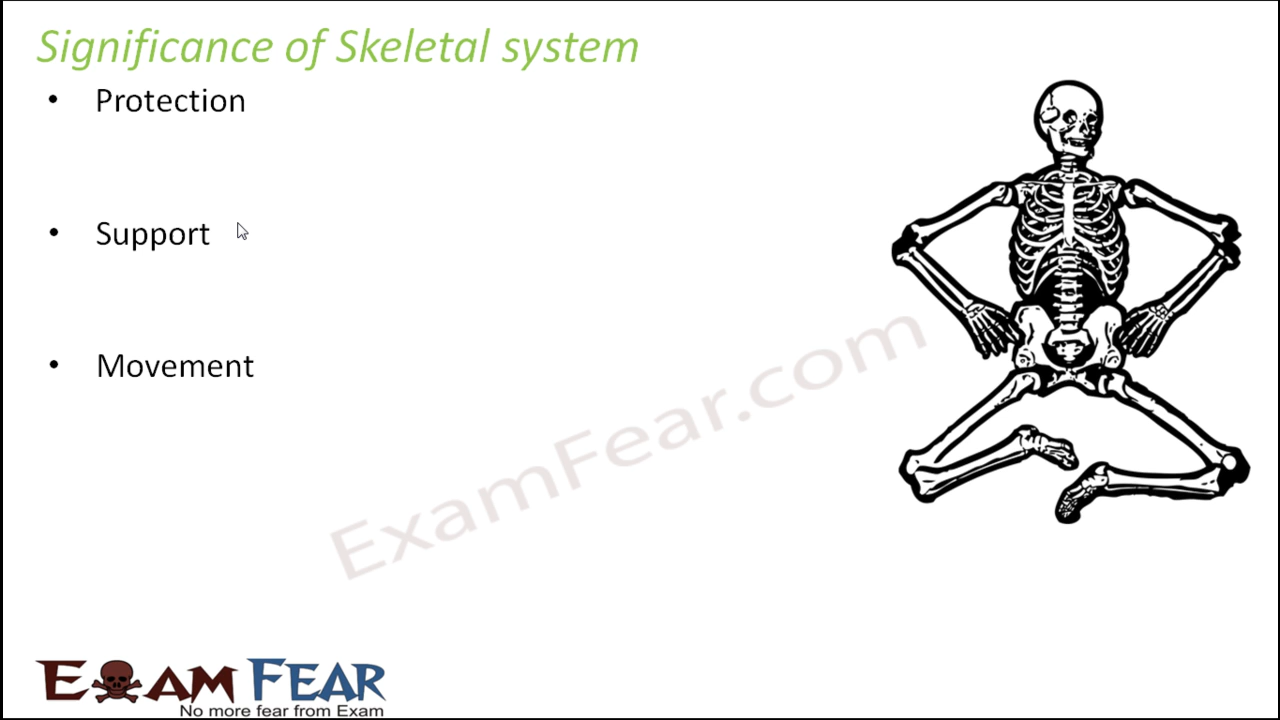 Significance of Skeletal system
• Protection
• Support
• Movement
ExamFear.com
EXAM FEAR
No more fear from Exam